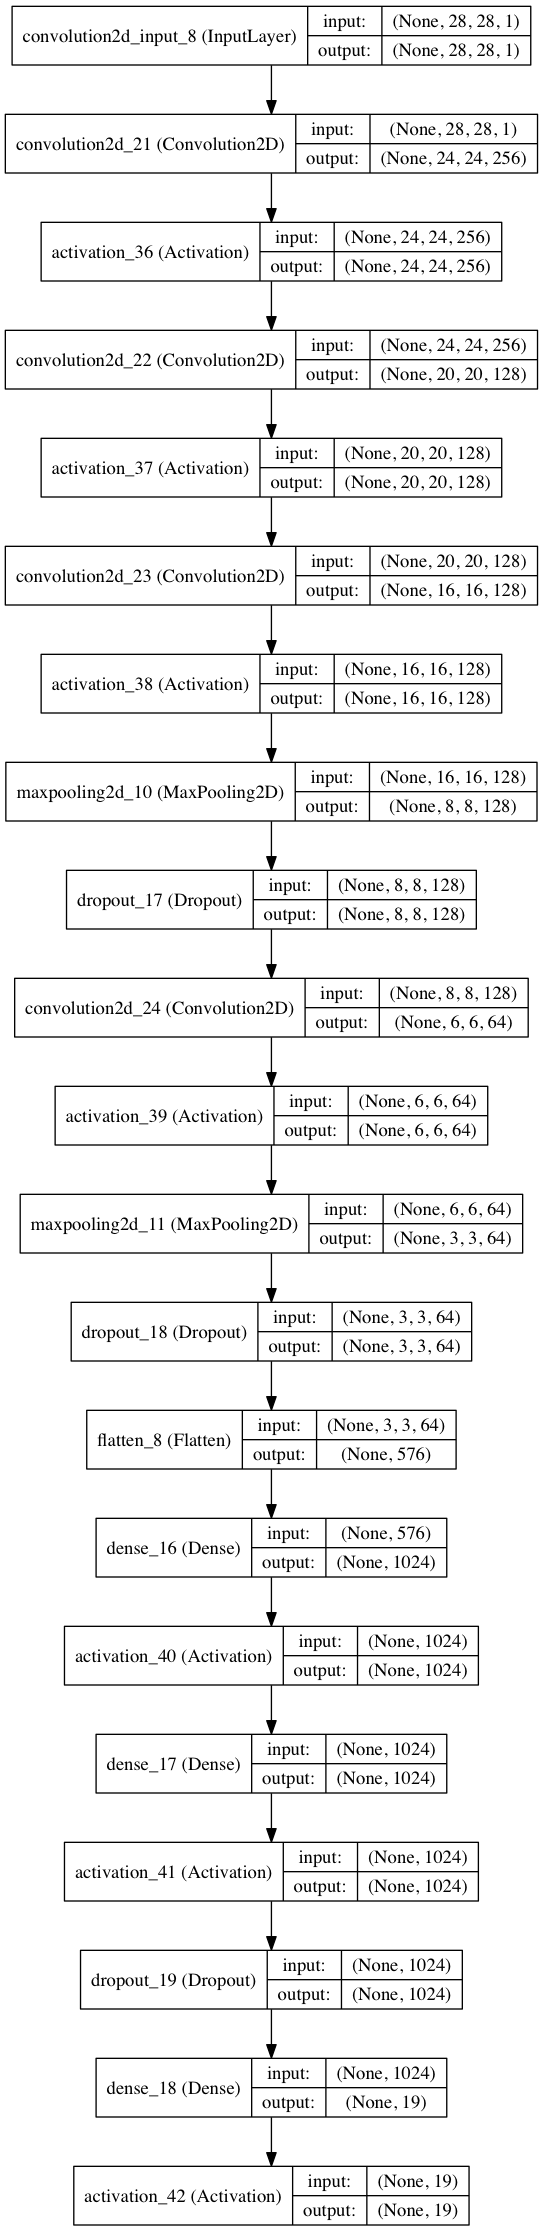 convolution2d_input_8 (InputLayer) input: (None, 28, 28, 1)
output: (None, 28, 28, 1)
convolution2d_21 (Convolution2D) input: (None, 28, 28, 1)
output: (None, 24, 24, 256)
activation_36 (Activation) input: (None, 24, 24, 256)
output: (None, 24, 24, 256)
convolution2d_22 (Convolution2D) input: (None, 24, 24, 256)
output: (None, 20, 20, 128)
activation_37 (Activation) input: (None, 20, 20, 128)
output: (None, 20, 20, 128)
convolution2d_23 (Convolution2D) input: (None, 20, 20, 128)
output: (None, 16, 16, 128)
activation_38 (Activation) input: (None, 16, 16, 128)
output: (None, 16, 16, 128)
maxpooling2d_10 (MaxPooling2D) input: (None, 16, 16, 128)
output: (None, 8, 8, 128)
dropout_17 (Dropout) input: (None, 8, 8, 128)
output: (None, 8, 8, 128)
convolution2d_24 (Convolution2D) input: (None, 8, 8, 128)
output: (None, 6, 6, 64)
activation_39 (Activation) input: (None, 6, 6, 64)
output: (None, 6, 6, 64)
maxpooling2d_11 (MaxPooling2D) input: (None, 6, 6, 64)
output: (None, 3, 3, 64)
dropout_18 (Dropout) input: (None, 3, 3, 64)
output: (None, 3, 3, 64)
flatten_8 (Flatten) input: (None, 3, 3, 64)
output: (None, 576)
dense_16 (Dense) input: (None, 576)
output: (None, 1024)
activation_40 (Activation) input: (None, 1024)
output: (None, 1024)
dense_17 (Dense) input: (None, 1024)
output: (None, 1024)
activation_41 (Activation) input: (None, 1024)
output: (None, 1024)
dropout_19 (Dropout) input: (None, 1024)
output: (None, 1024)
dense_18 (Dense) input: (None, 1024)
output: (None, 19)
activation_42 (Activation) input: (None, 19)
output: (None, 19)